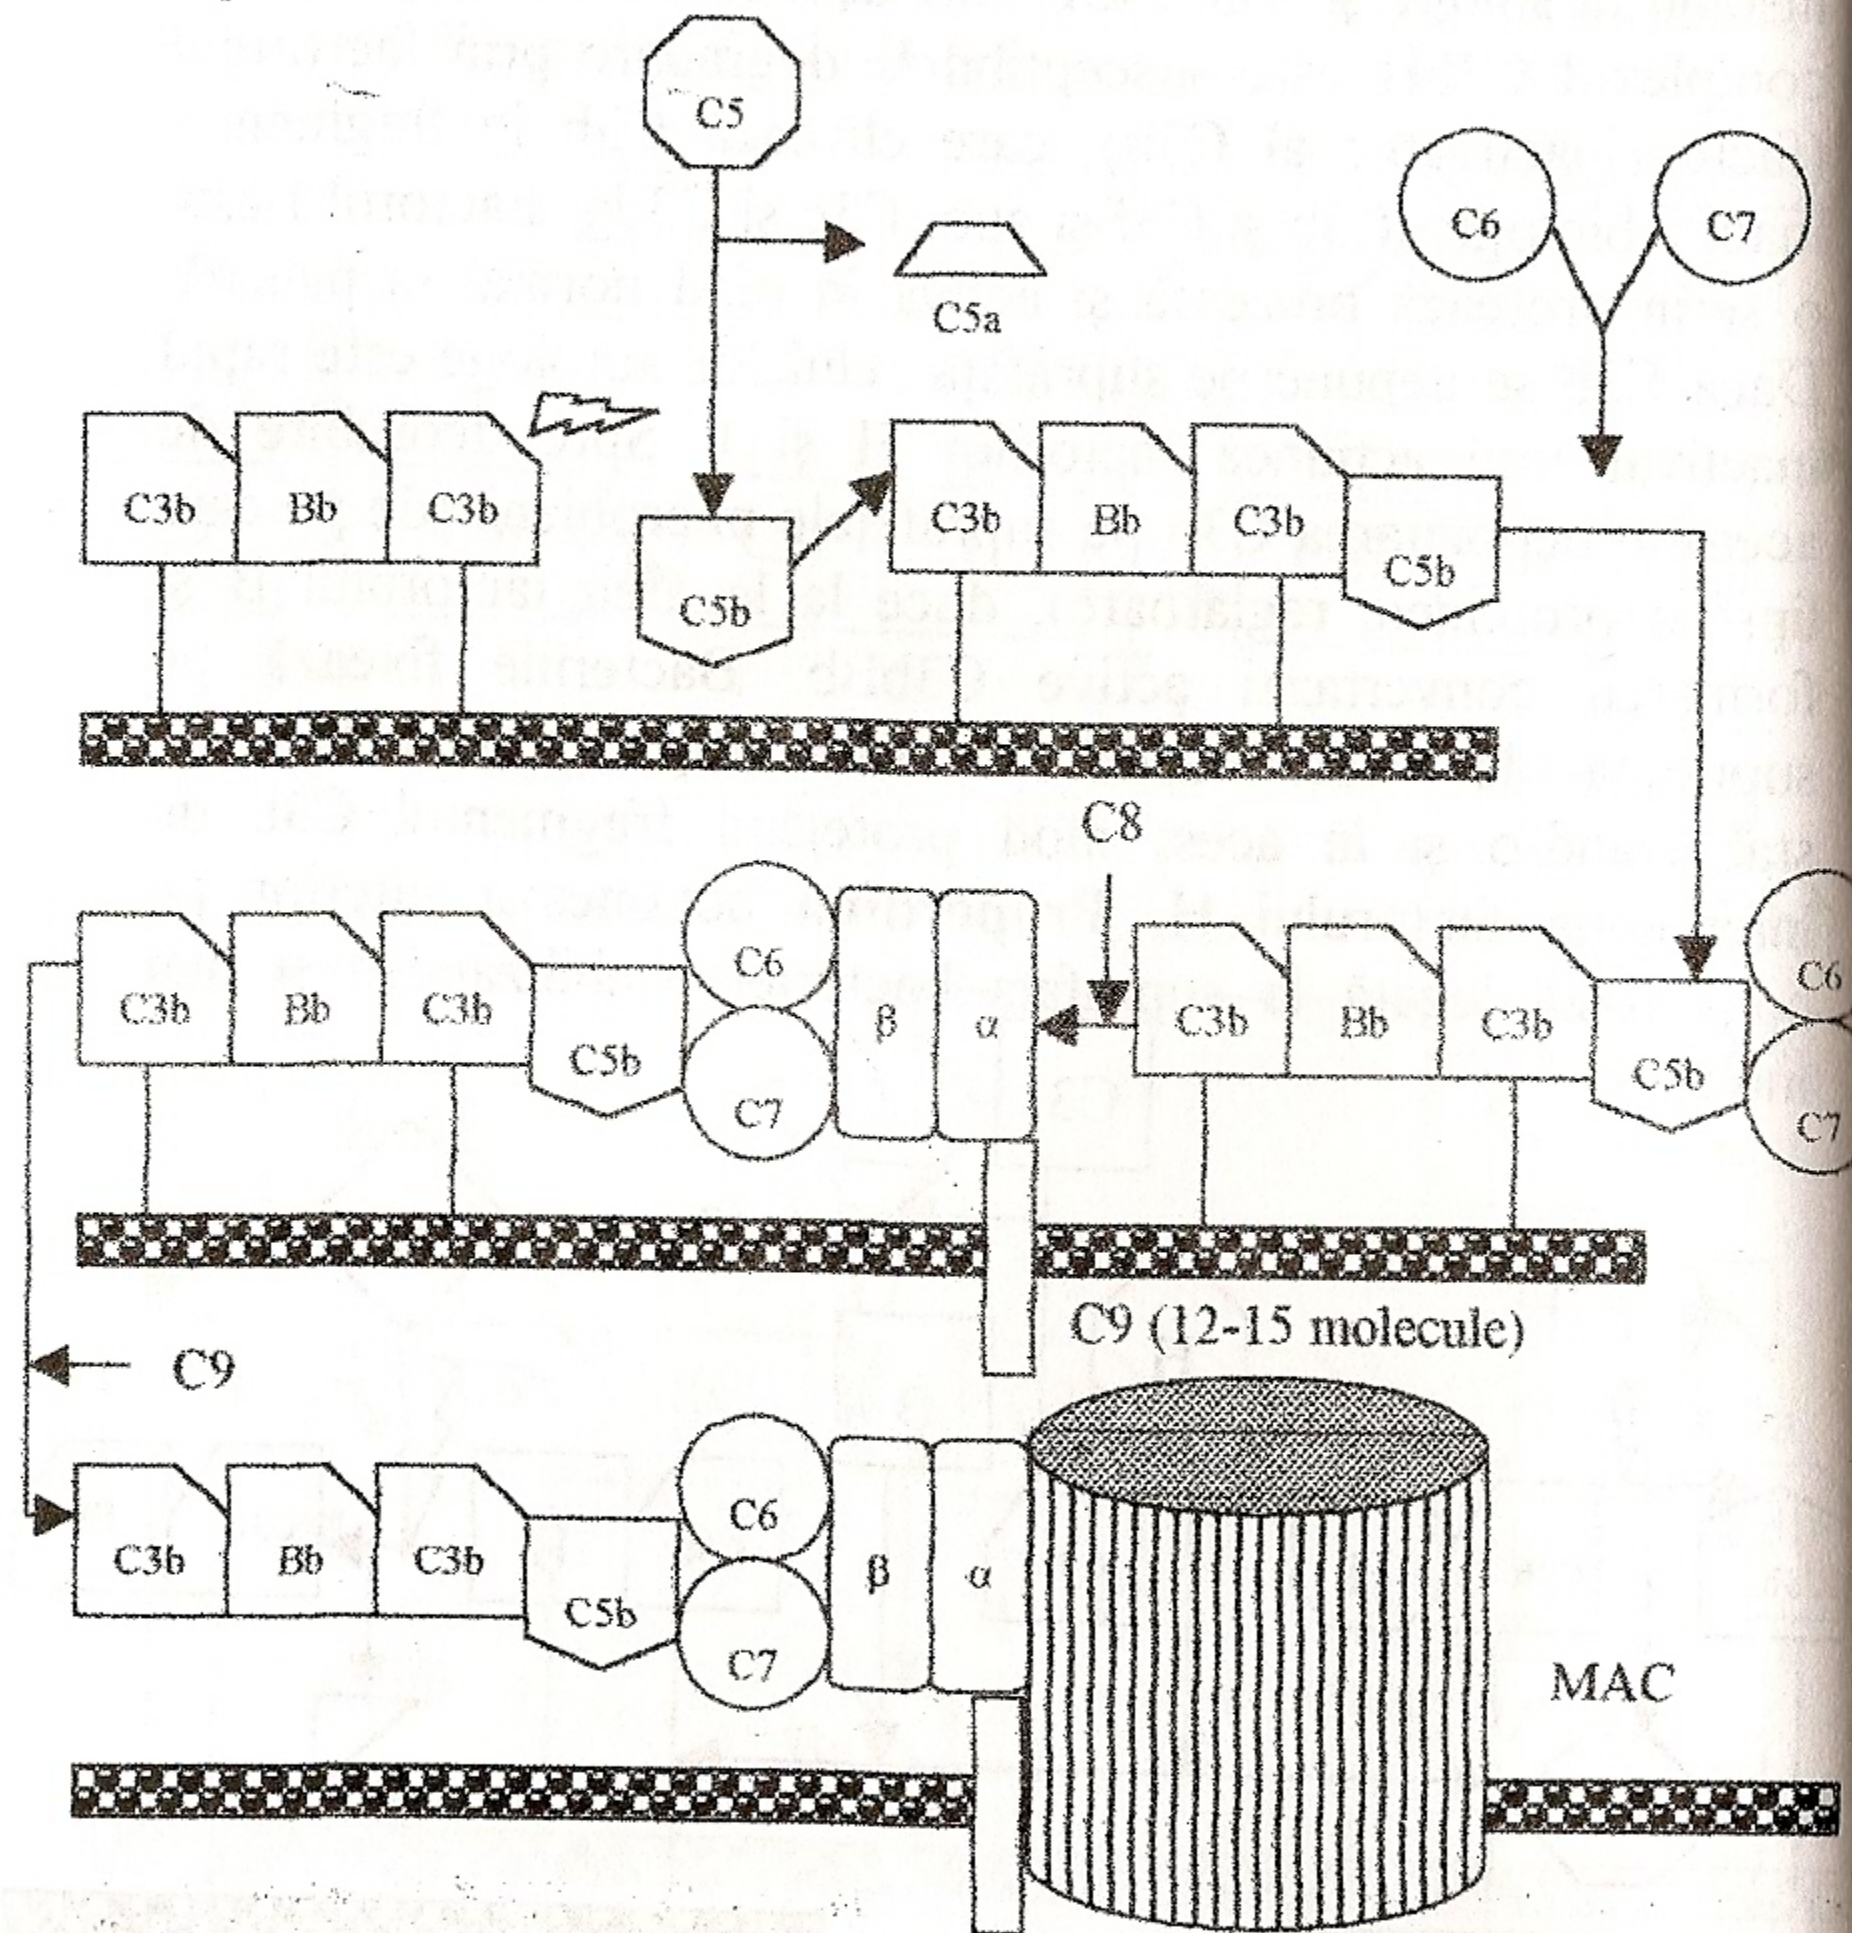 C5
C6 C7
C5a
C3b Bb C3b
C5b
C3b Bb C3b C5b
C8
C3b Bb C3b C5b C6 C7 β α
C3b Bb C3b C5b C6 C7
C9 (12-15 molecule)
C9
C3b Bb C3b C5b C6 C7 β α
MAC